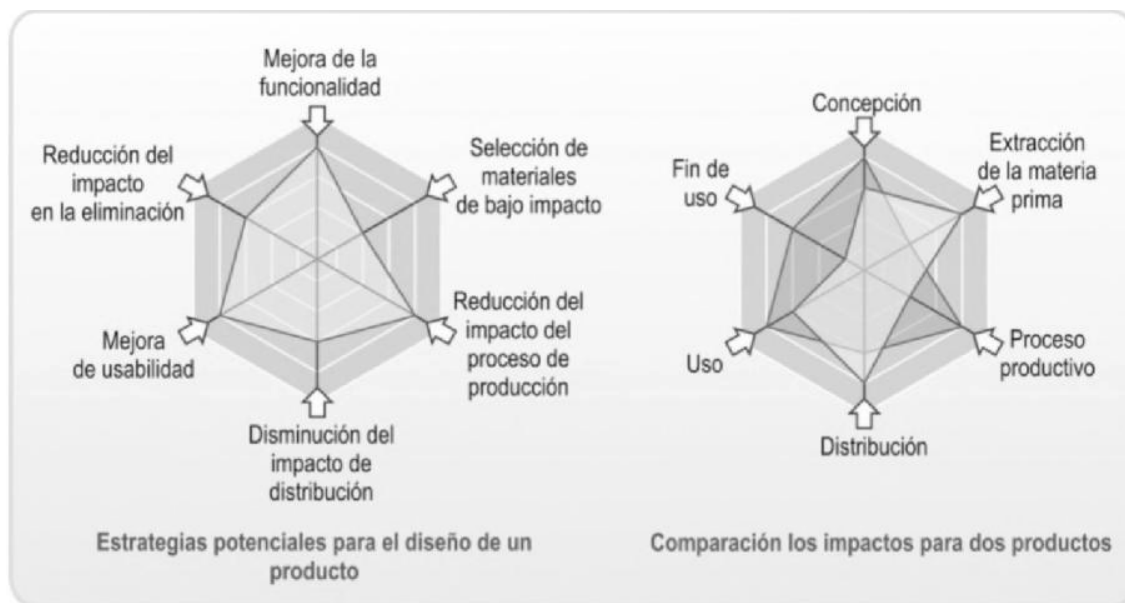 Mejora de la
funcionalidad
Selección de
materiales
de bajo impacto
Reducción del
impacto del
proceso de
producción
Disminución del
impacto de
distribución
Mejora
de usabilidad
Reducción del
impacto
en la eliminación
Estrategias potenciales para el diseño de un
producto
Concepción
Extracción
de la materia
prima
Proceso
productivo
Distribución
Uso
Fin de
uso
Comparación los impactos para dos productos